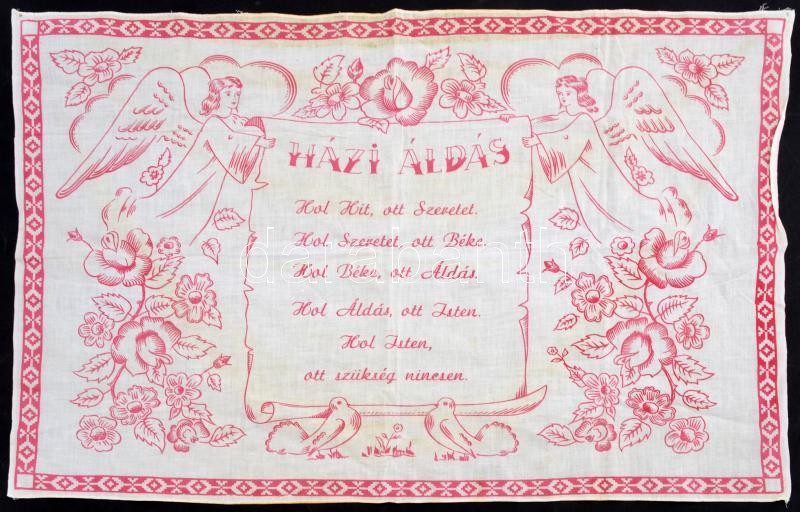 HÁZI ÁLDÁS
Hol Hit, ott Szeretet.
Hol Szeretet, ott Béke.
Hol Béke, ott Áldás.
Hol Áldás, ott Isten.
Hol Isten,
ott szükség nincsen.
darabanth